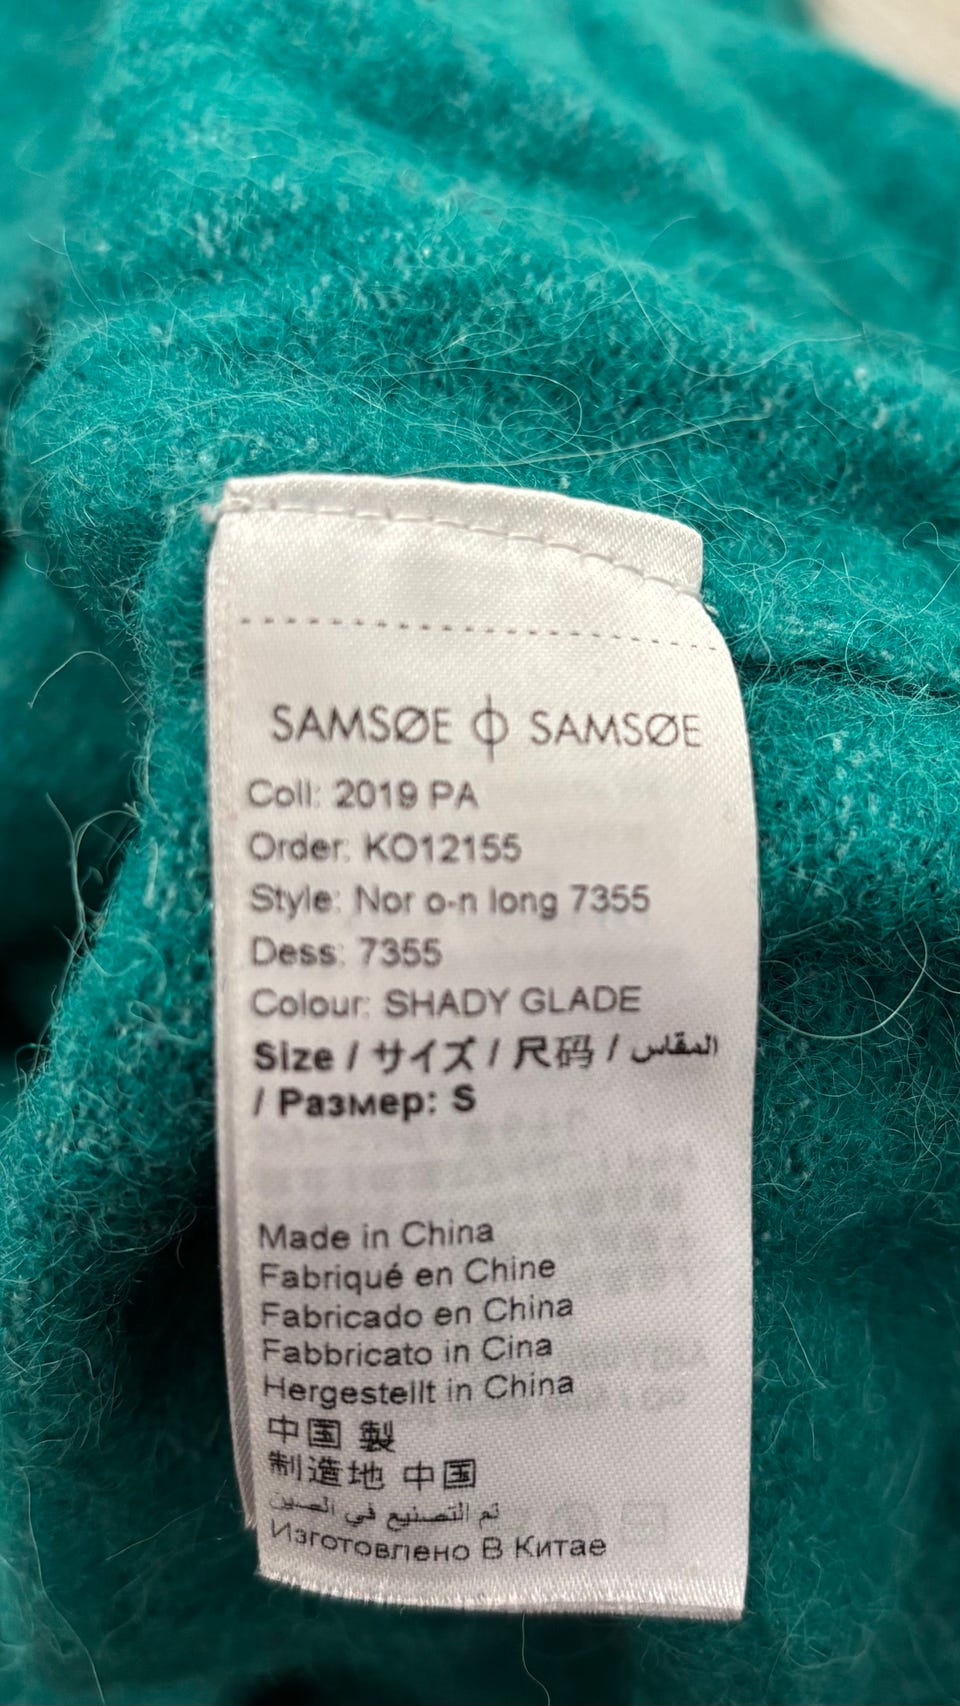 SAMSØE ϕ SAMSØE
Coll: 2019 PA
Order: KO12155
Style: Nor o-n long 7355
Dess: 7355
Colour: SHADY GLADE
Size / サイズ / 尺码 / المقاس
/ Размер: S
Made in China
Fabriqué en Chine
Fabricado en China
Fabbricato in Cina
Hergestellt in China
中国 製
制造地 中国
تم التصنيع في الصين
Изготовлено В Китае